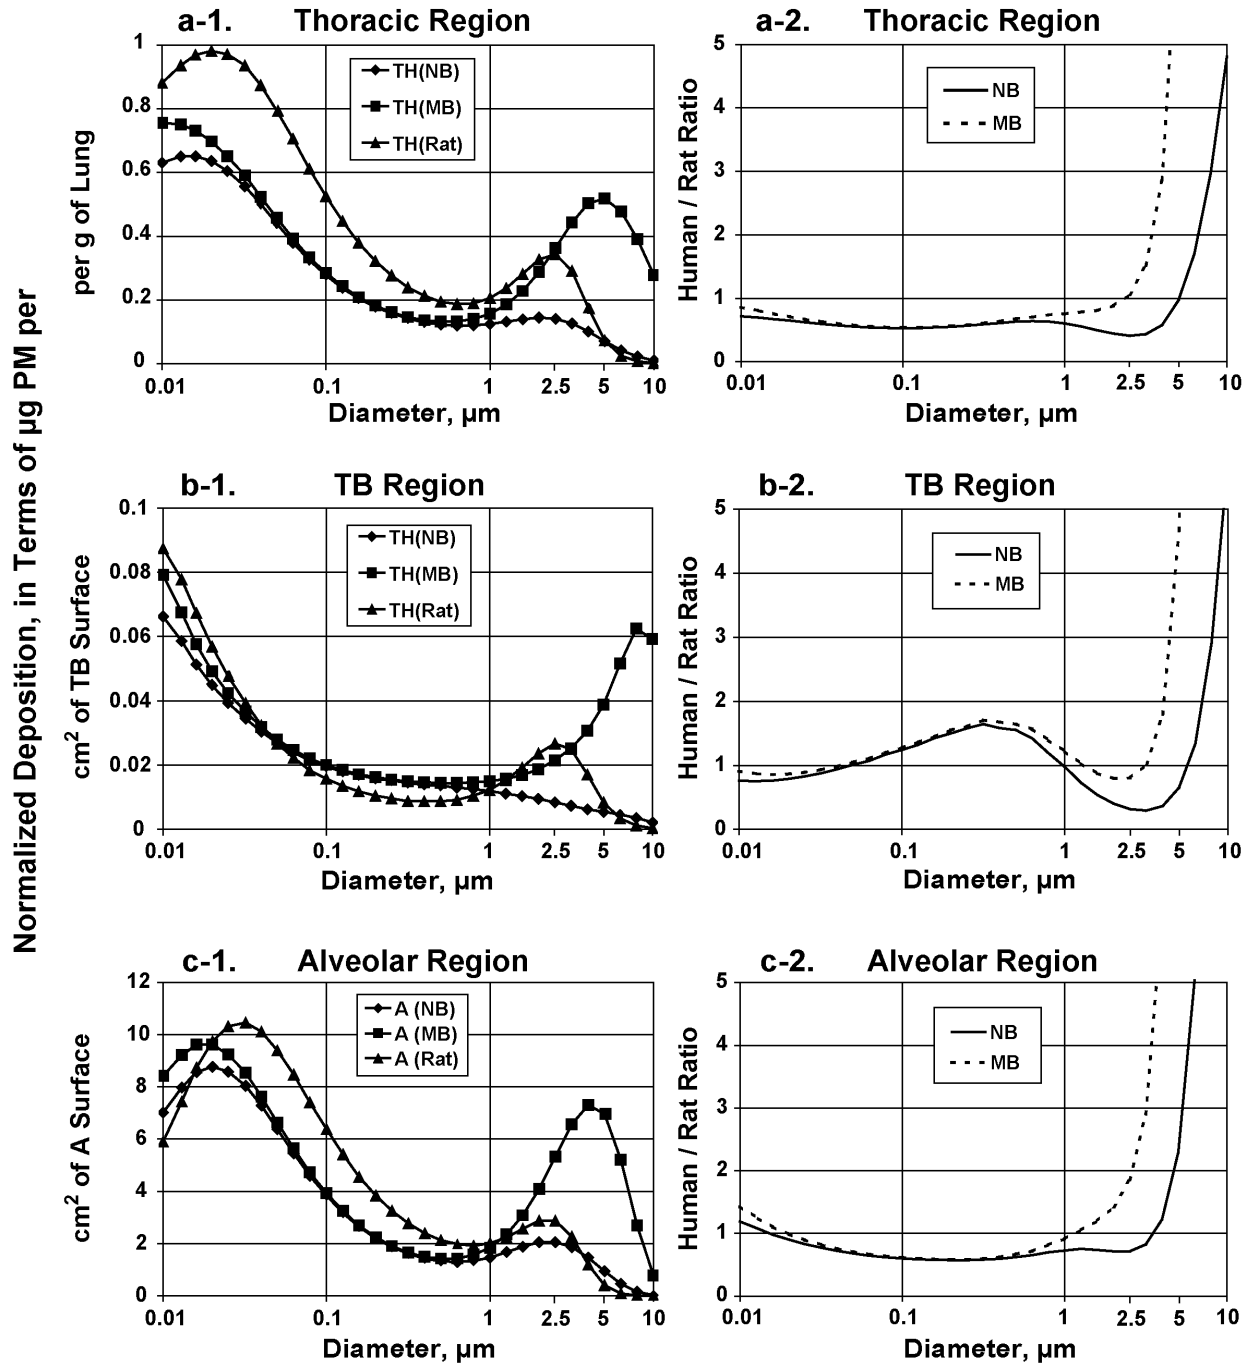 Normalized Deposition, in Terms of µg PM per
a-1. Thoracic Region
per g of Lung
1
0.8
0.6
0.4
0.2
0
TH(NB)
TH(MB)
TH(Rat)
0.01 0.1 1 2.5 5 10
Diameter, µm
a-2. Thoracic Region
Human / Rat Ratio
5
4
3
2
1
0
NB
MB
0.01 0.1 1 2.5 5 10
Diameter, µm
b-1. TB Region
cm² of TB Surface
0.1
0.08
0.06
0.04
0.02
0
TH(NB)
TH(MB)
TH(Rat)
0.01 0.1 1 2.5 5 10
Diameter, µm
b-2. TB Region
Human / Rat Ratio
5
4
3
2
1
0
NB
MB
0.01 0.1 1 2.5 5 10
Diameter, µm
c-1. Alveolar Region
cm² of A Surface
12
10
8
6
4
2
0
A (NB)
A (MB)
A (Rat)
0.01 0.1 1 2.5 5 10
Diameter, µm
c-2. Alveolar Region
Human / Rat Ratio
5
4
3
2
1
0
NB
MB
0.01 0.1 1 2.5 5 10
Diameter, µm